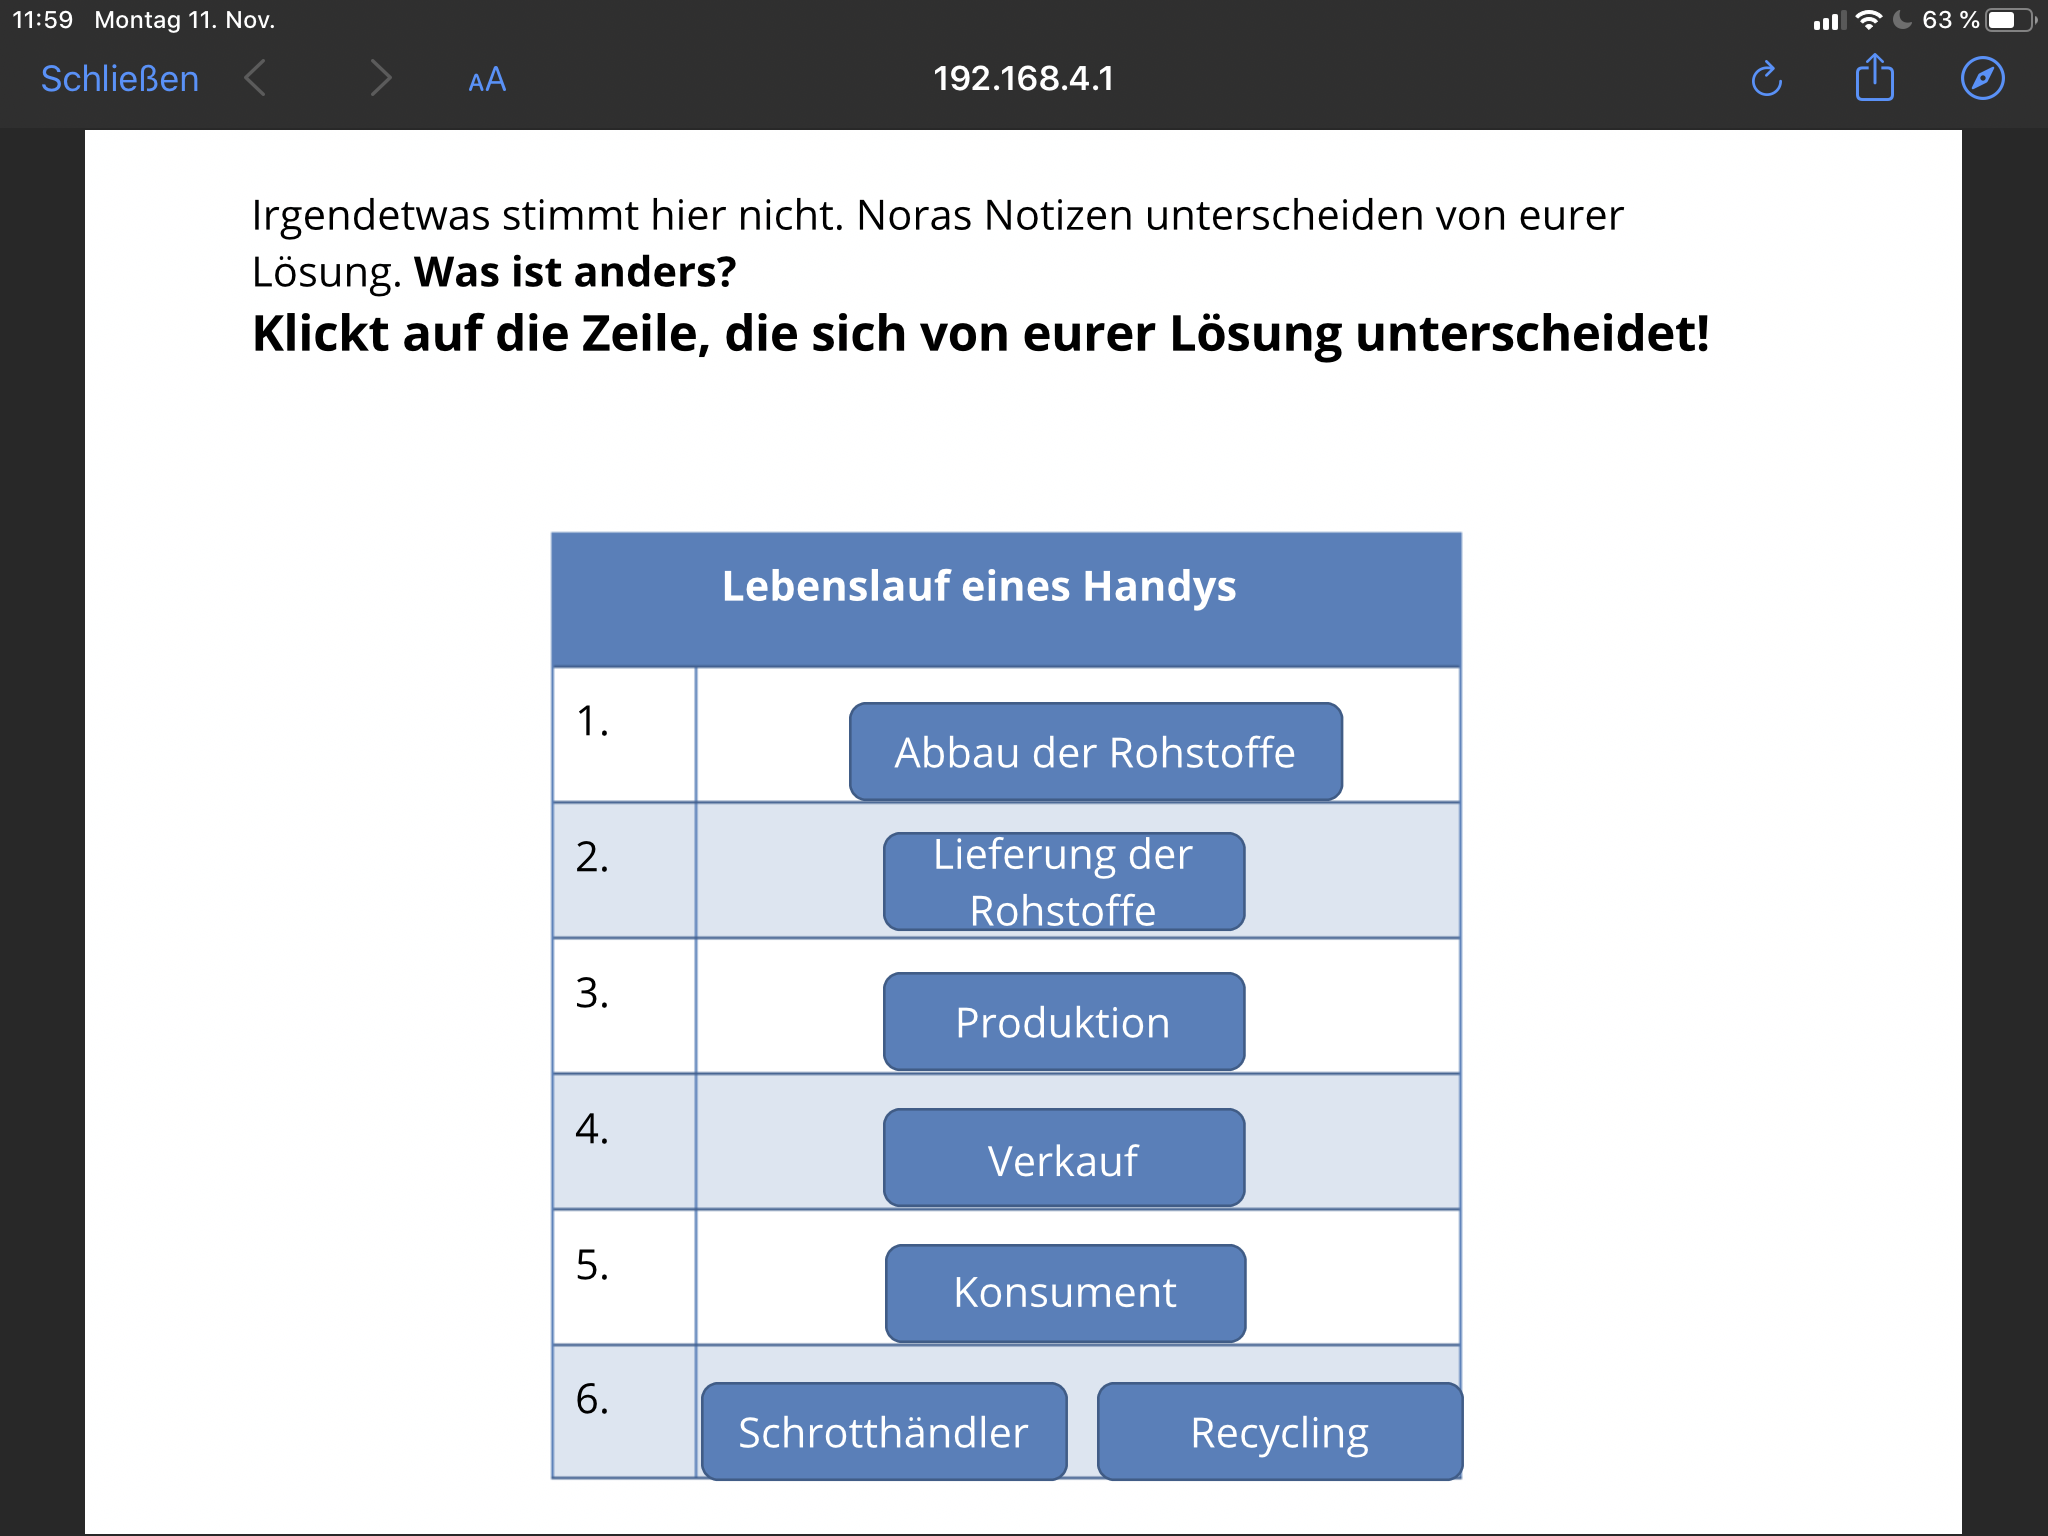 11:59 Montag 11. Nov.
63 %
Schließen
AA
192.168.4.1
Irgendetwas stimmt hier nicht. Noras Notizen unterscheiden von eurer
Lösung. Was ist anders?
Klickt auf die Zeile, die sich von eurer Lösung unterscheidet!
Lebenslauf eines Handys
1.
Abbau der Rohstoffe
2.
Lieferung der
Rohstoffe
3.
Produktion
4.
Verkauf
5.
Konsument
6.
Schrotthändler
Recycling